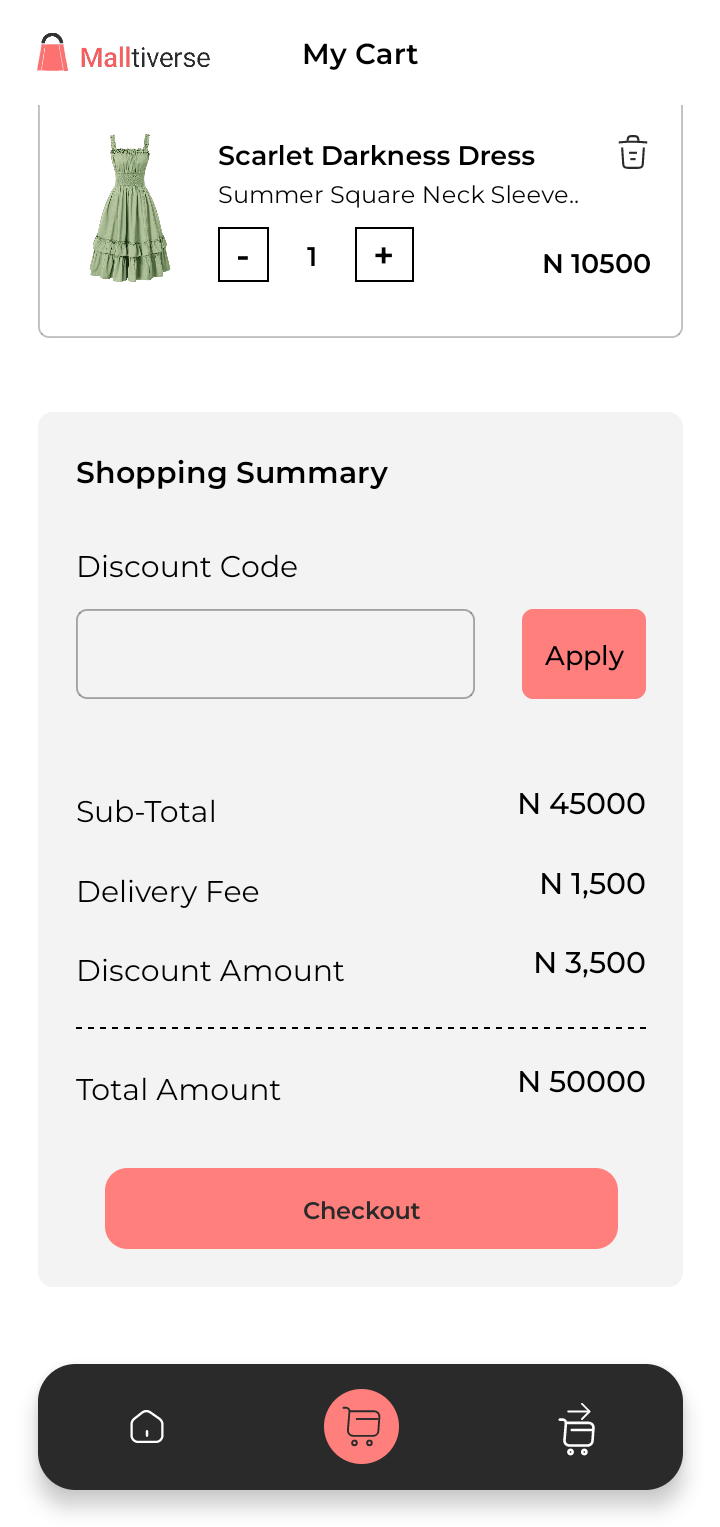 Malltiverse
My Cart
Scarlet Darkness Dress
Summer Square Neck Sleeve..
- 1 +
N 10500
Shopping Summary
Discount Code
Apply
Sub-Total N 45000
Delivery Fee N 1,500
Discount Amount N 3,500
Total Amount N 50000
Checkout